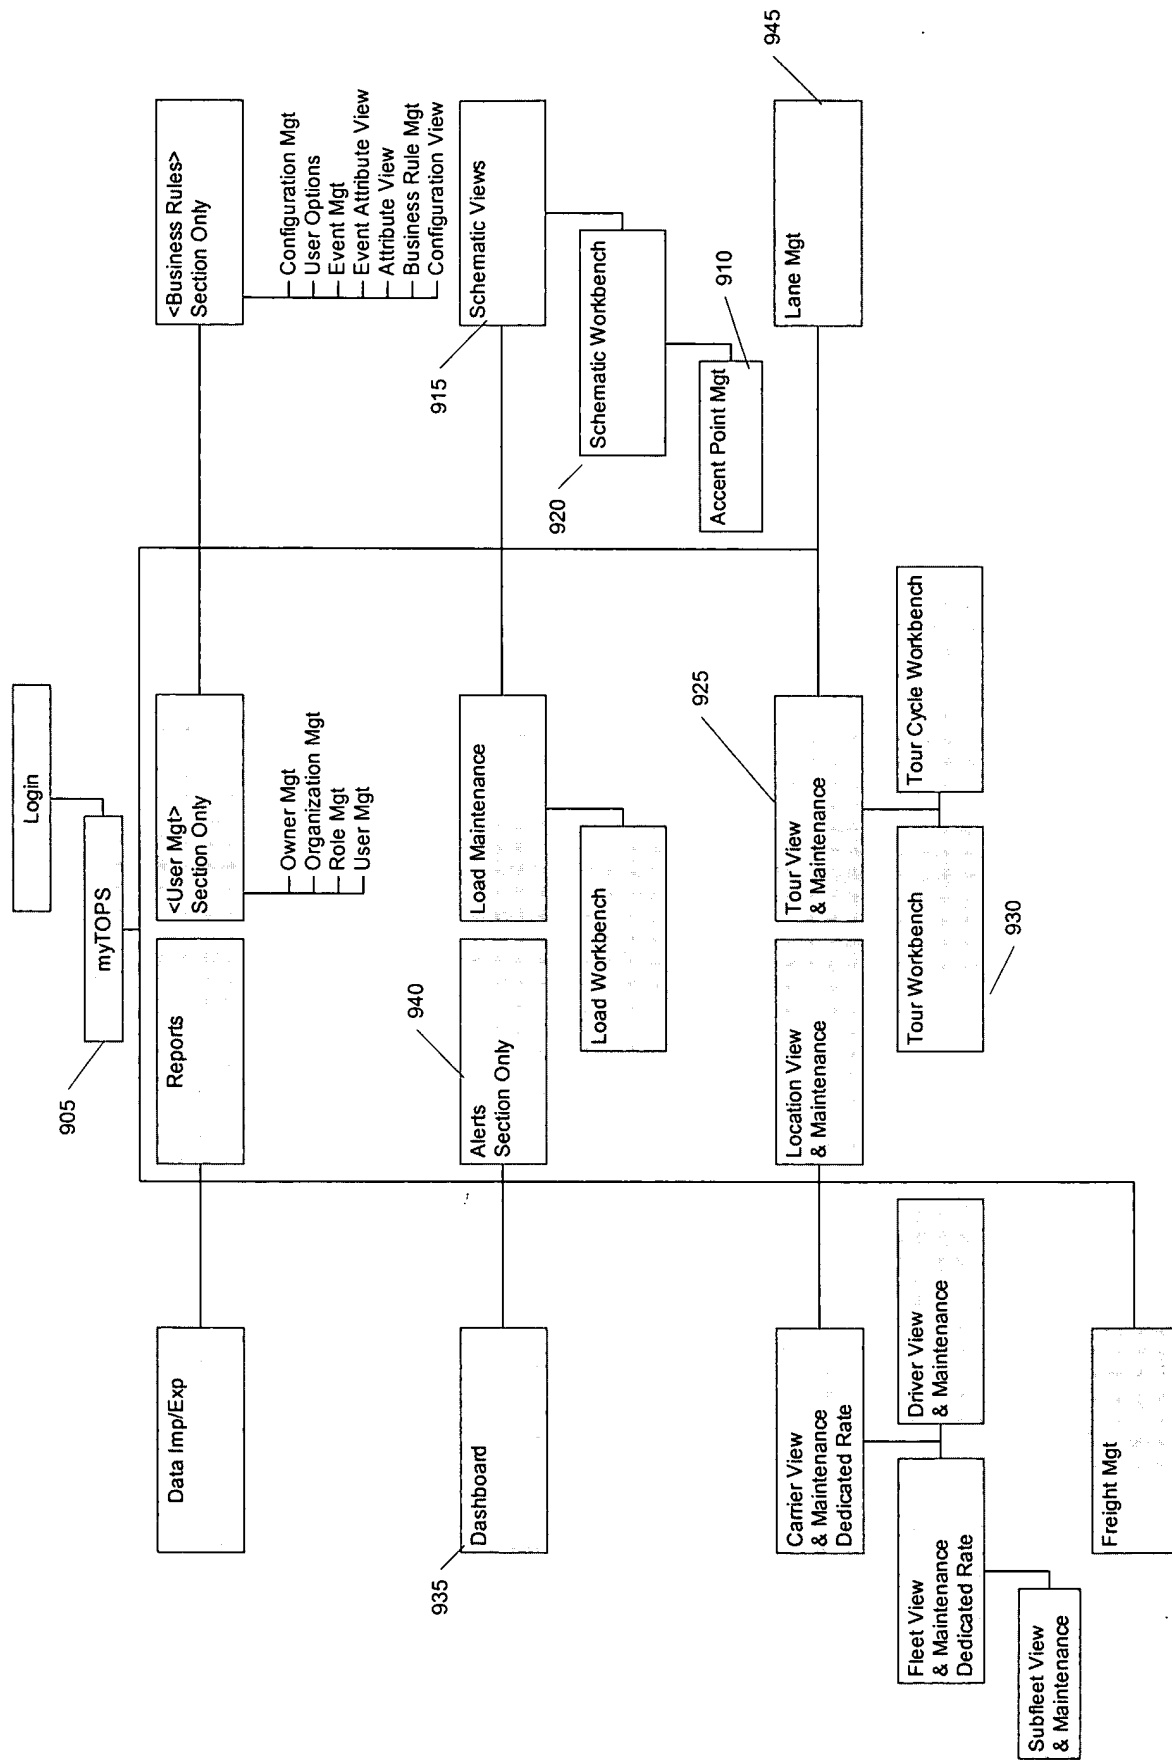 Login
myTOPS
905
Data Imp/Exp
Reports
<User Mgt>
Section Only
Owner Mgt
Organization Mgt
Role Mgt
User Mgt
<Business Rules>
Section Only
Configuration Mgt
User Options
Event Mgt
Event Attribute View
Attribute View
Business Rule Mgt
Configuration View
935
Dashboard
940
Alerts
Section Only
Load Maintenance
Load Workbench
915
Schematic Views
920
Schematic Workbench
910
Accent Point Mgt
Carrier View
& Maintenance
Dedicated Rate
Fleet View
& Maintenance
Dedicated Rate
Driver View
& Maintenance
Subfleet View
& Maintenance
Location View
& Maintenance
925
Tour View
& Maintenance
Tour Workbench
930
Tour Cycle Workbench
945
Lane Mgt
Freight Mgt